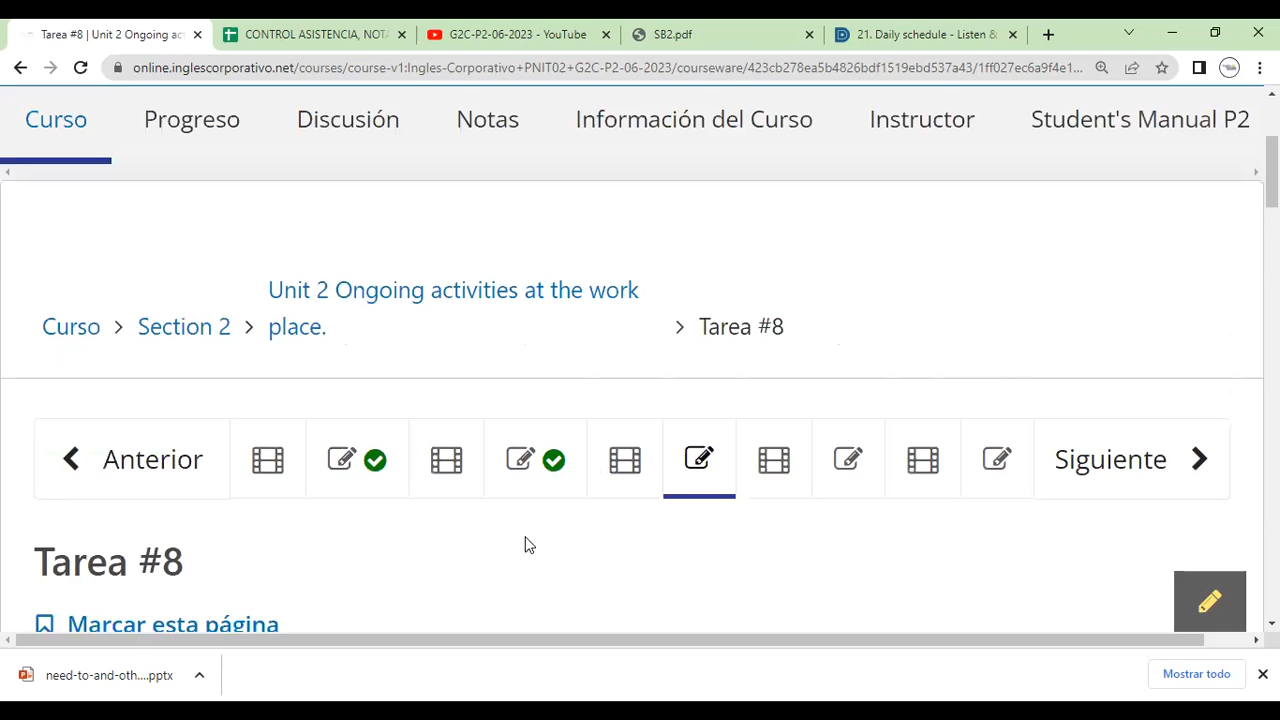 Tarea #8 | Unit 2 Ongoing act
CONTROL ASISTENCIA, NOTA
G2C-P2-06-2023 - YouTube
SB2.pdf
21. Daily schedule - Listen &
online.inglescorporativo.net/courses/course-v1:Ingles-Corporativo+PNIT02+G2C-P2-06-2023/courseware/423cb278ea5b4826bdf1519ebd537a43/1ff027ec6a9f4e1...
Curso
Progreso
Discusión
Notas
Información del Curso
Instructor
Student's Manual P2
Unit 2 Ongoing activities at the work
Curso > Section 2 > place. > Tarea #8
Anterior
Siguiente
Tarea #8
Marcar esta página
need-to-and-oth....pptx
Mostrar todo